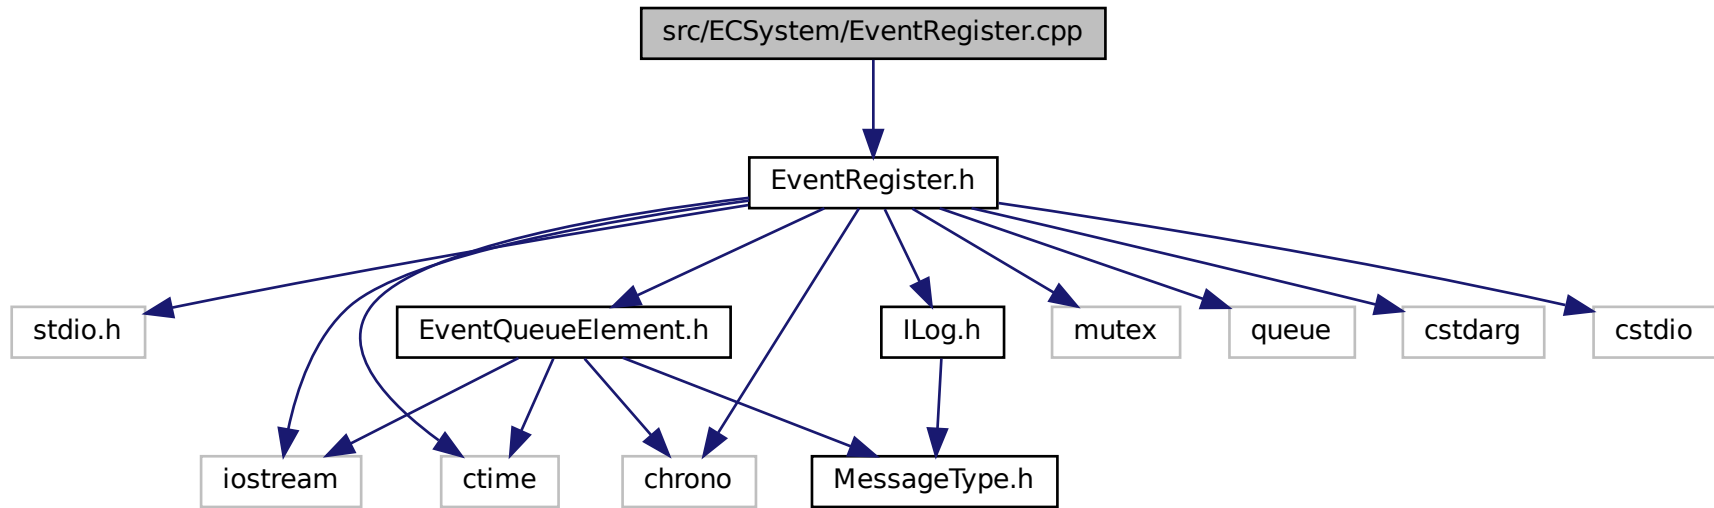 src/ECSystem/EventRegister.cpp
EventRegister.h
stdio.h
EventQueueElement.h
ILog.h
mutex
queue
cstdarg
cstdio
iostream
ctime
chrono
MessageType.h